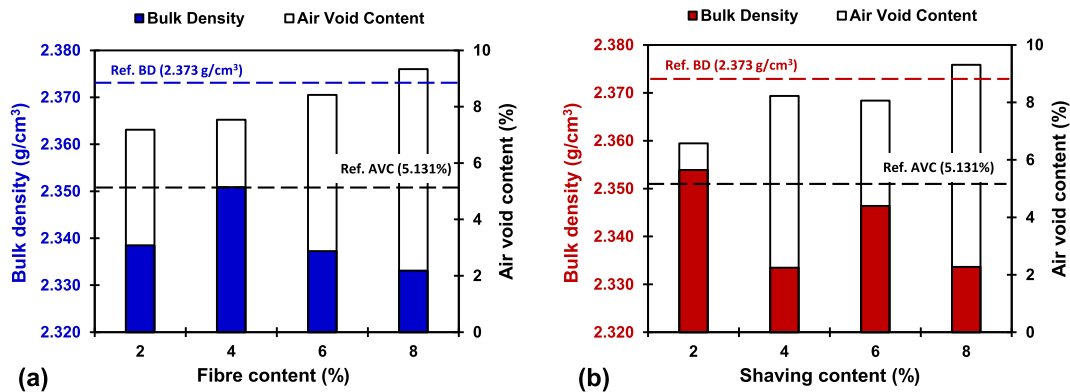 Bulk Density Air Void Content
2.380
2.370
2.360
2.350
2.340
2.330
2.320
Bulk density (g/cm³)
Ref. BD (2.373 g/cm³)
Ref. AVC (5.131%)
10
8
6
4
2
0
Air void content (%)
2 4 6 8
Fibre content (%)
(a)
Bulk Density Air Void Content
2.380
2.370
2.360
2.350
2.340
2.330
2.320
Bulk density (g/cm³)
Ref. BD (2.373 g/cm³)
Ref. AVC (5.131%)
10
8
6
4
2
0
Air void content (%)
2 4 6 8
Shaving content (%)
(b)